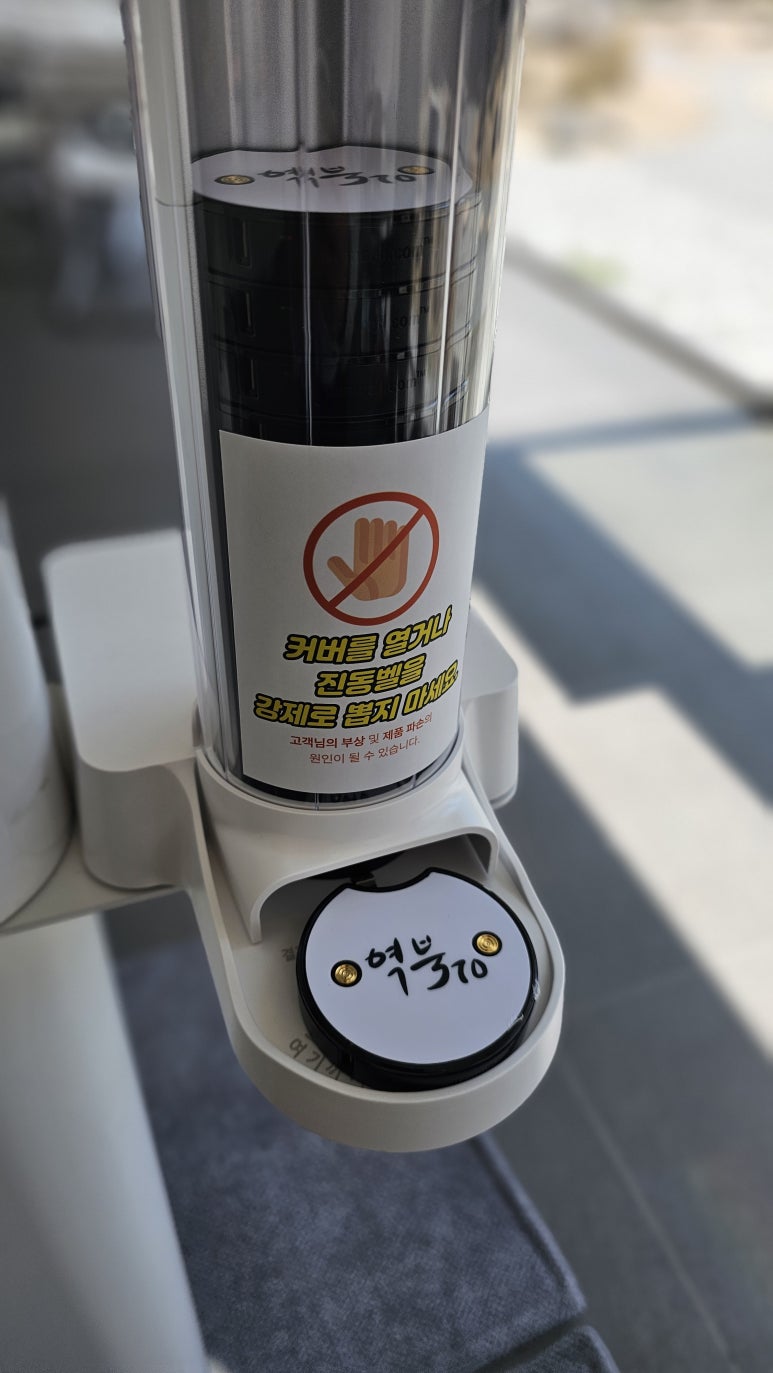 역부370
커버를 열거나
진동벨을
강제로 뽑지 마세요.
고객님의 부상 및 제품 파손의
원인이 될 수 있습니다.
역부370